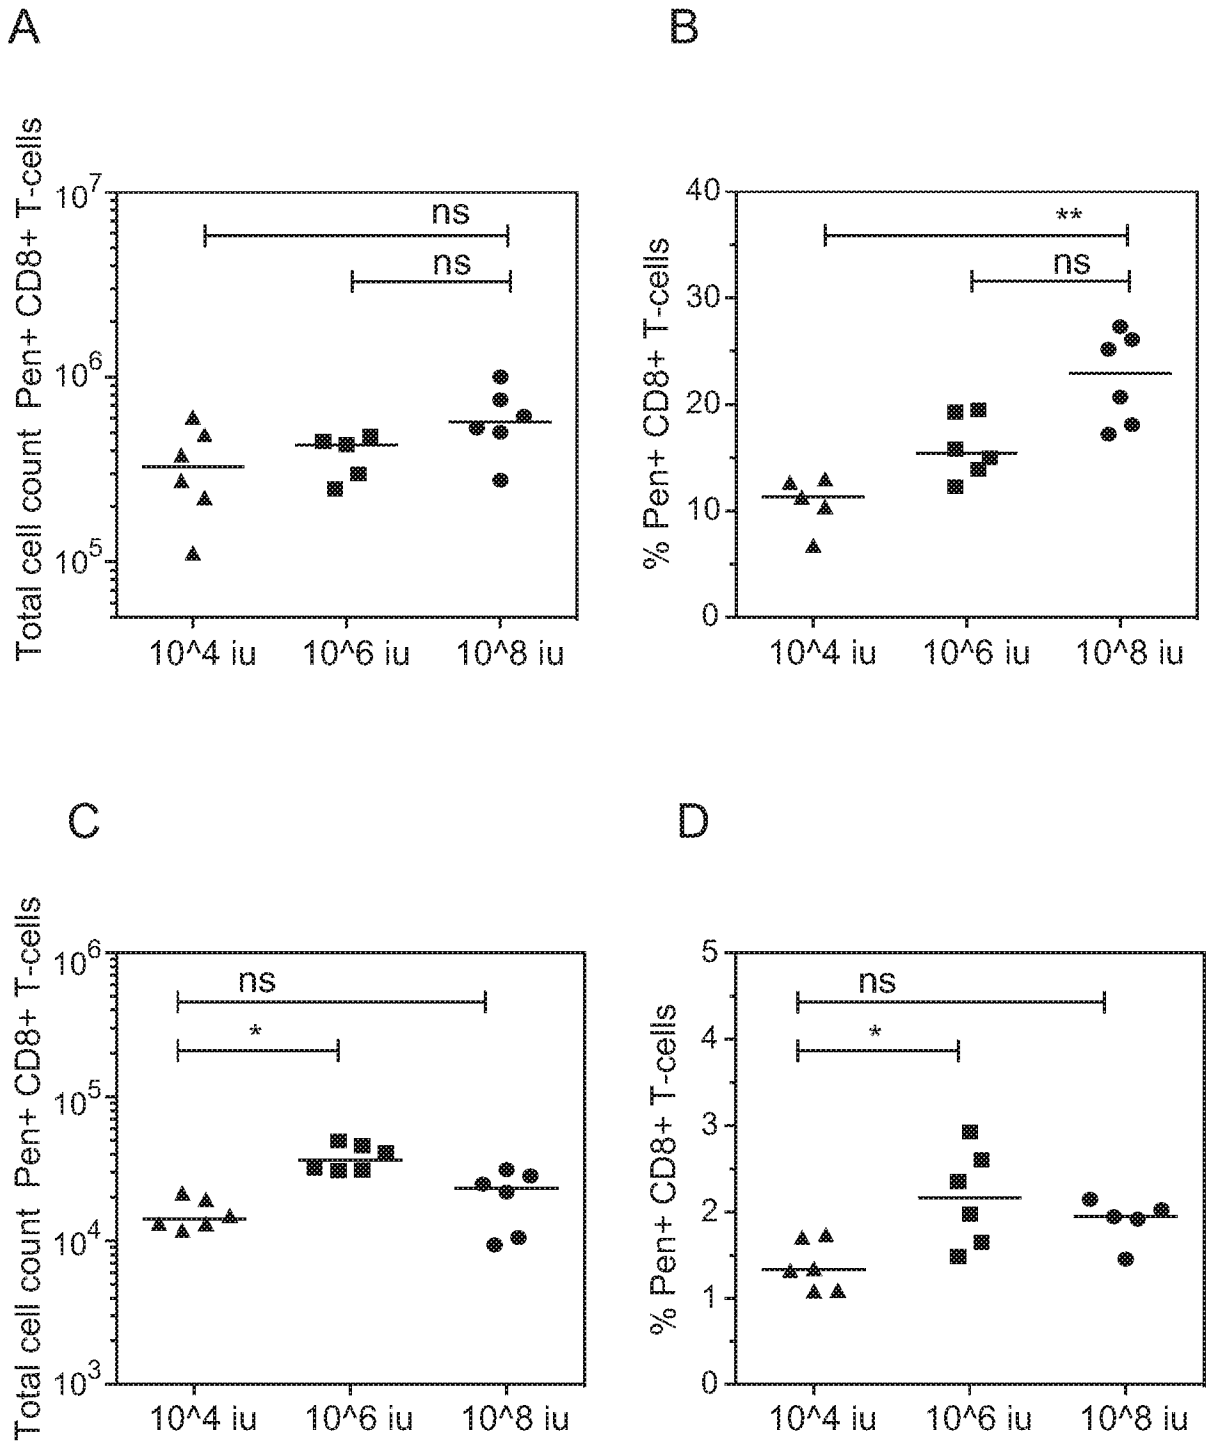 A
Total cell count Pen+ CD8+ T-cells
10^7
10^6
10^5
ns
ns
10^4 iu 10^6 iu 10^8 iu
B
% Pen+ CD8+ T-cells
40
30
20
10
0
**
ns
10^4 iu 10^6 iu 10^8 iu
C
Total cell count Pen+ CD8+ T-cells
10^6
10^5
10^4
10^3
ns
*
10^4 iu 10^6 iu 10^8 iu
D
% Pen+ CD8+ T-cells
5
4
3
2
1
0
ns
*
10^4 iu 10^6 iu 10^8 iu